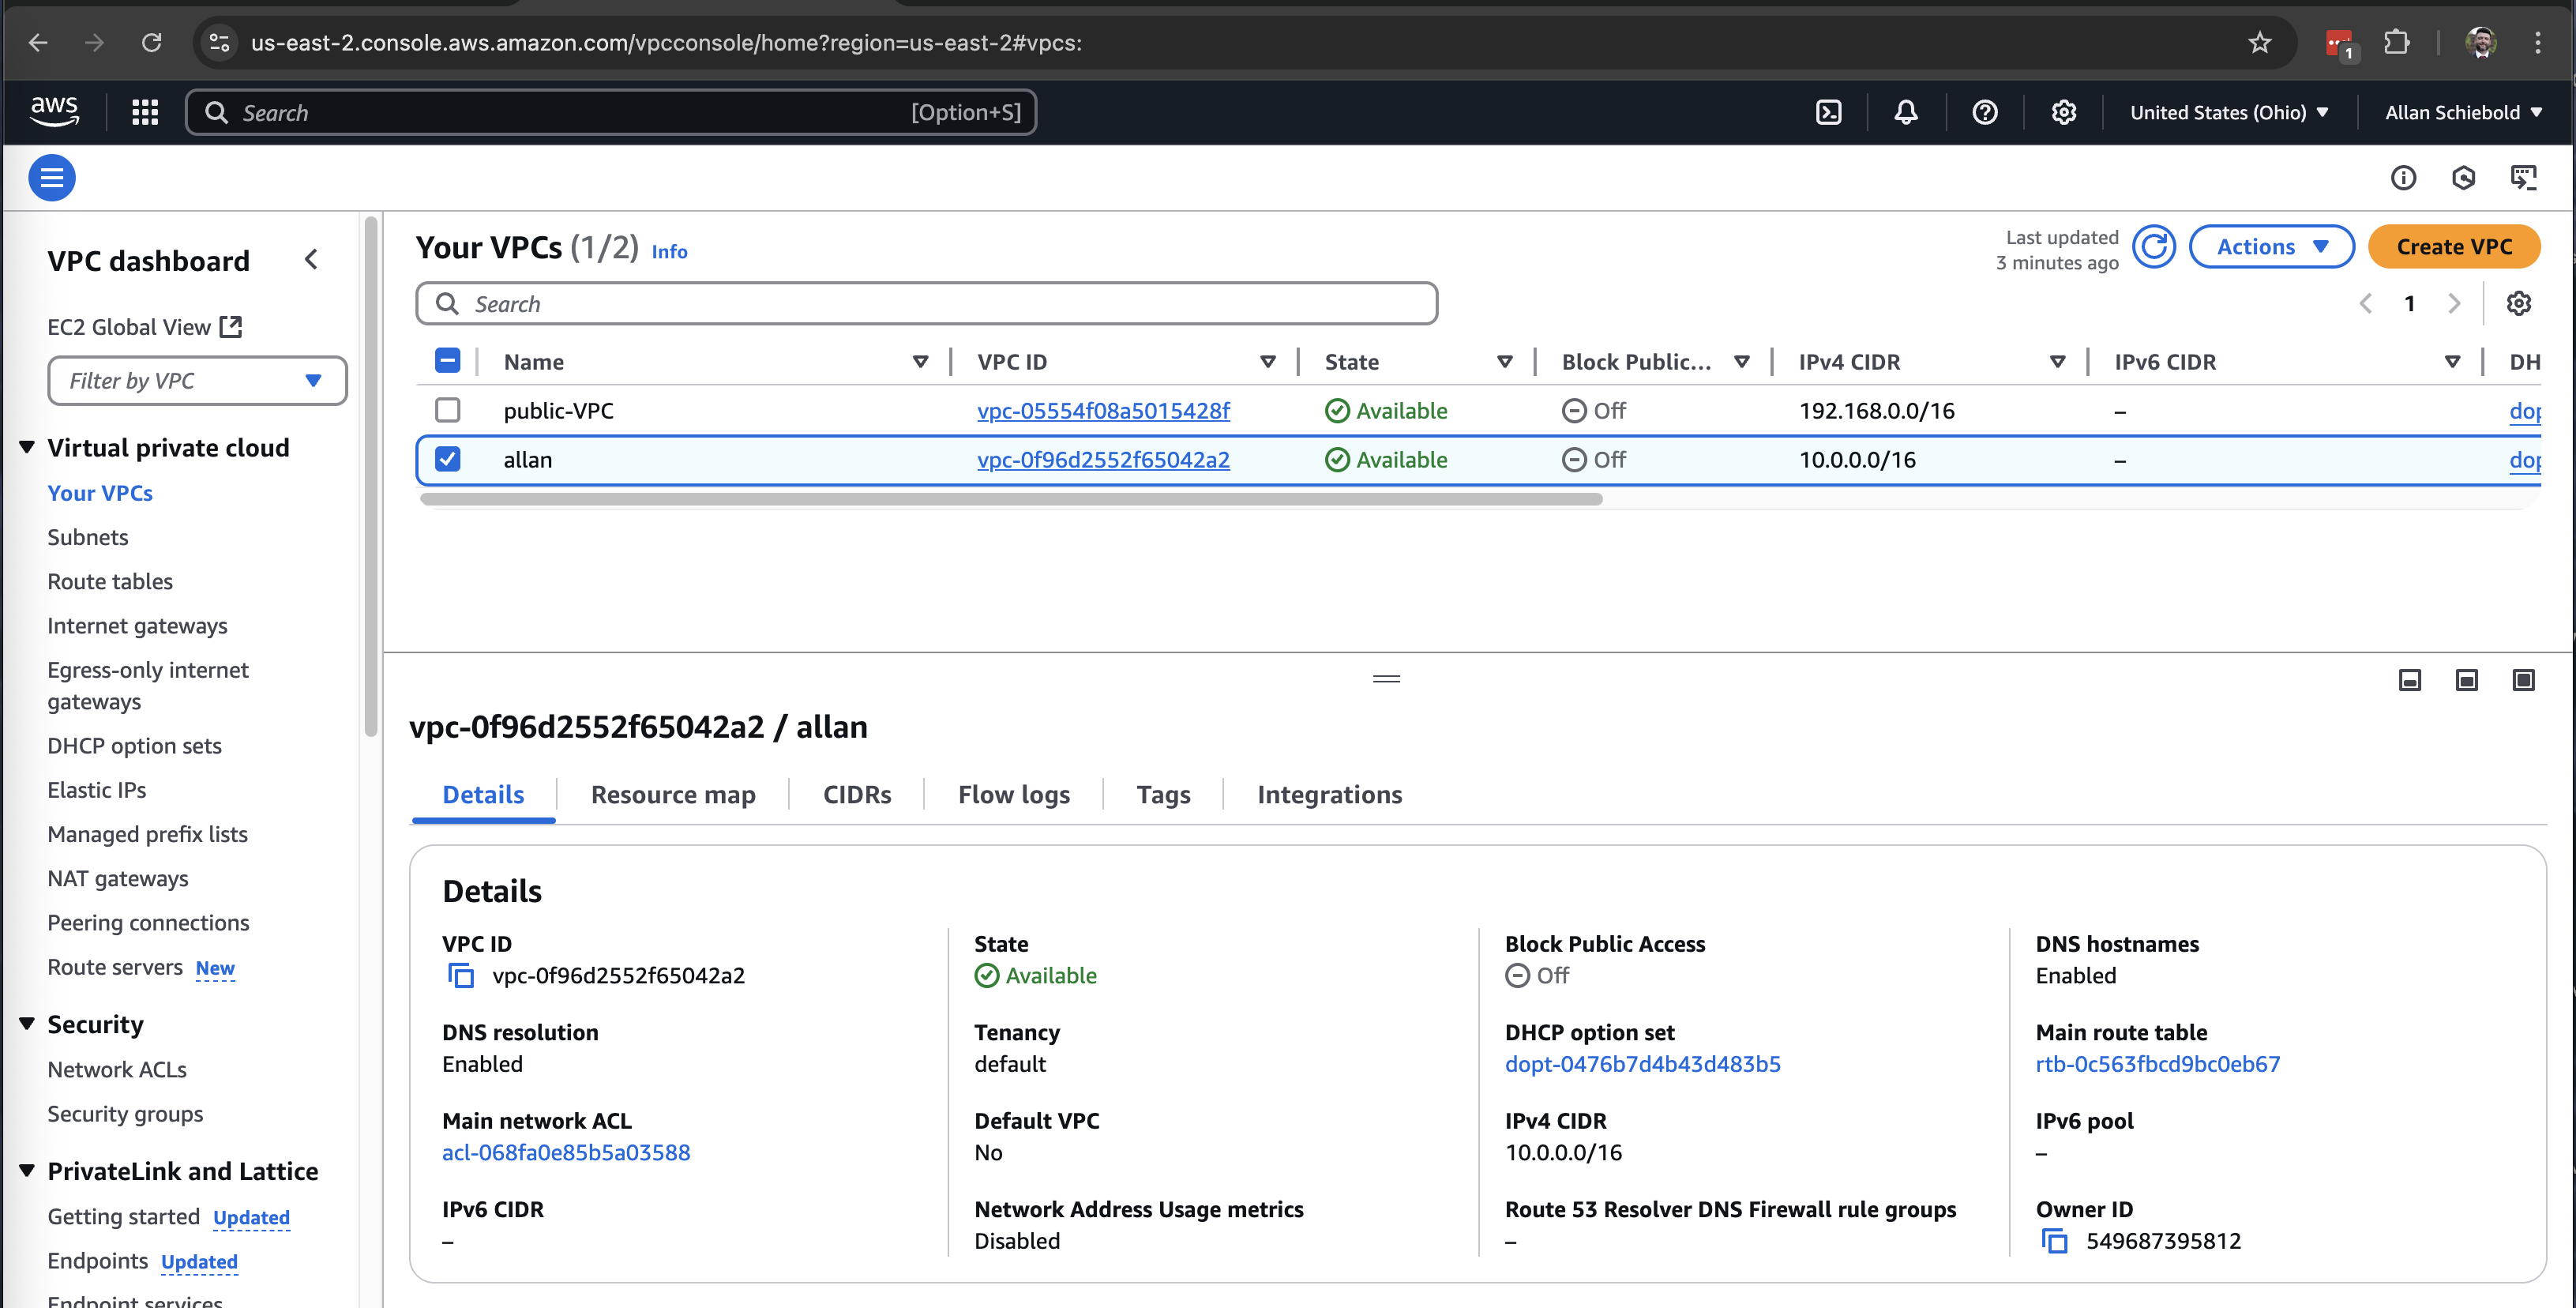 us-east-2.console.aws.amazon.com/vpcconsole/home?region=us-east-2#vpcs:
1
aws
Search
[Option+S]
United States (Ohio)
Allan Schiebold
VPC dashboard
EC2 Global View
Filter by VPC
Virtual private cloud
Your VPCs
Subnets
Route tables
Internet gateways
Egress-only internet
gateways
DHCP option sets
Elastic IPs
Managed prefix lists
NAT gateways
Peering connections
Route servers New
Security
Network ACLs
Security groups
PrivateLink and Lattice
Getting started Updated
Endpoints Updated
Endpoint services
Your VPCs (1/2) Info
Last updated
3 minutes ago
Actions
Create VPC
Search
1
Name VPC ID State Block Public... IPv4 CIDR IPv6 CIDR DH
public-VPC vpc-05554f08a5015428f Available Off 192.168.0.0/16 – dop
allan vpc-0f96d2552f65042a2 Available Off 10.0.0.0/16 – dop
vpc-0f96d2552f65042a2 / allan
Details Resource map CIDRs Flow logs Tags Integrations
Details
VPC ID
vpc-0f96d2552f65042a2
State
Available
Block Public Access
Off
DNS hostnames
Enabled
DNS resolution
Enabled
Tenancy
default
DHCP option set
dopt-0476b7d4b43d483b5
Main route table
rtb-0c563fbcd9bc0eb67
Main network ACL
acl-068fa0e85b5a03588
Default VPC
No
IPv4 CIDR
10.0.0.0/16
IPv6 pool
–
IPv6 CIDR
–
Network Address Usage metrics
Disabled
Route 53 Resolver DNS Firewall rule groups
–
Owner ID
549687395812